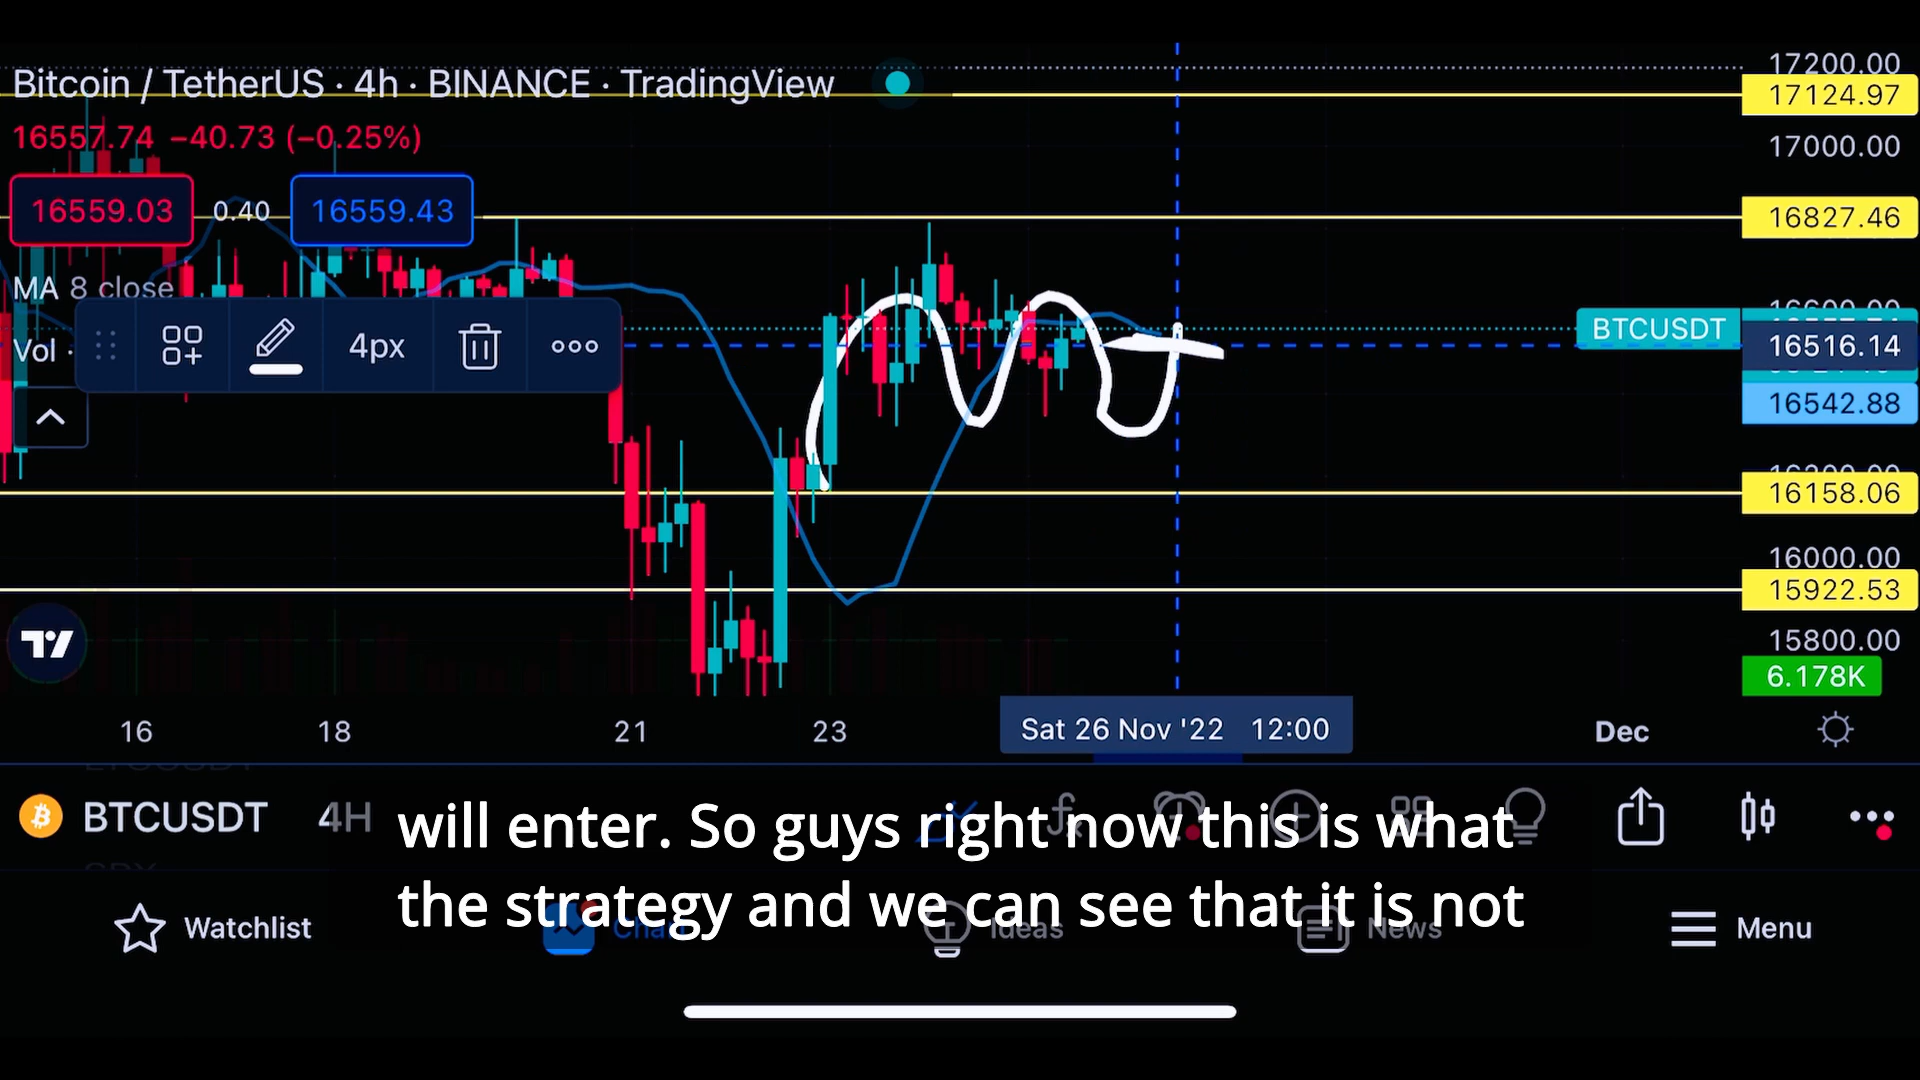 17200.00
Bitcoin / TetherUS · 4h · BINANCE · TradingView
17124.97
16557.74 −40.73 (−0.25%)
17000.00
16559.03 0.40 16559.43
16827.46
MA 8 close
BTCUSDT
Vol ·
4px
16516.14
16542.88
16158.06
16000.00
15922.53
15800.00
6.178K
16 18 21 23 Sat 26 Nov '22 12:00 Dec
BTCUSDT 4H
will enter. So guys right now this is what
the strategy and we can see that it is not
Watchlist Chart Ideas News Menu